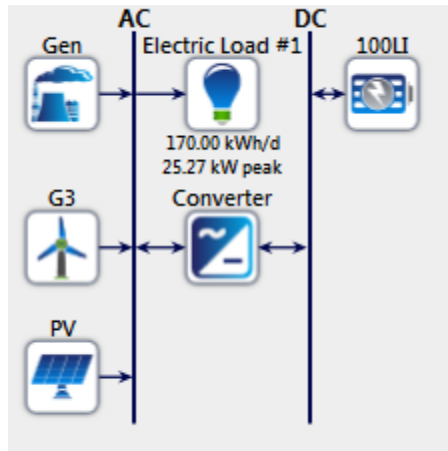 AC
DC
Gen
Electric Load #1
100LI
170.00 kWh/d
25.27 kW peak
G3
Converter
PV